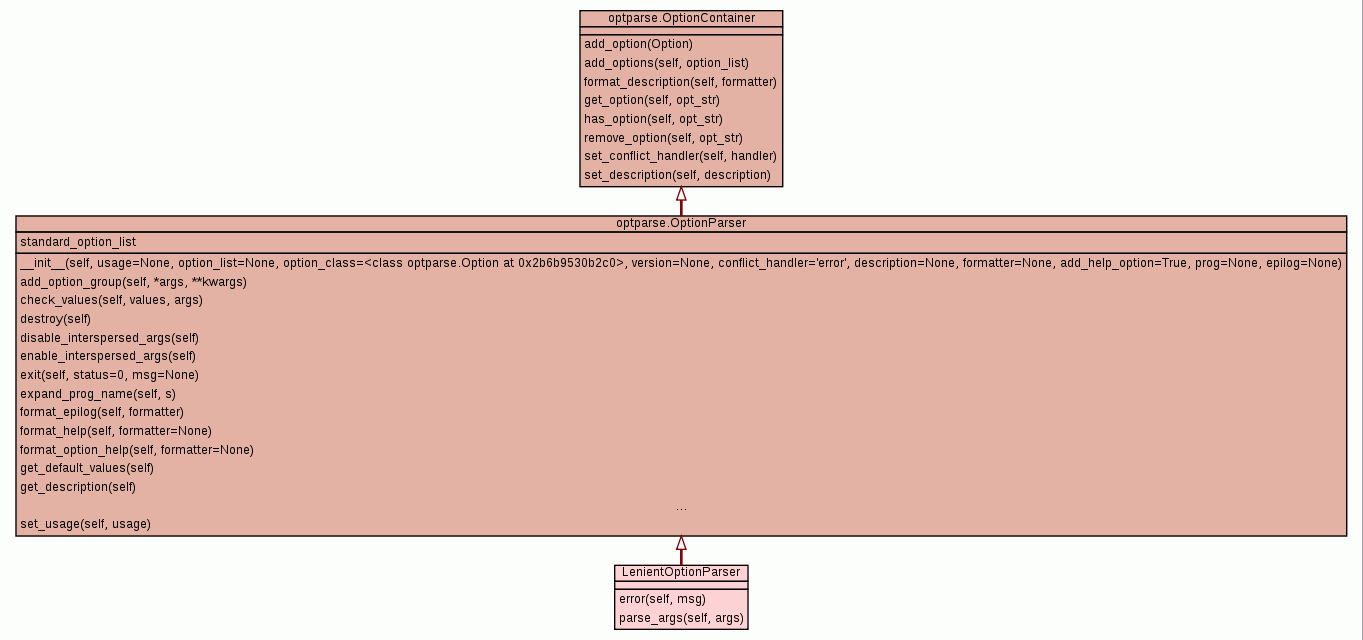 optparse.OptionContainer
add_option(Option)
add_options(self, option_list)
format_description(self, formatter)
get_option(self, opt_str)
has_option(self, opt_str)
remove_option(self, opt_str)
set_conflict_handler(self, handler)
set_description(self, description)
optparse.OptionParser
standard_option_list
__init__(self, usage=None, option_list=None, option_class=<class optparse.Option at 0x2b6b9530b2c0>, version=None, conflict_handler='error', description=None, formatter=None, add_help_option=True, prog=None, epilog=None)
add_option_group(self, *args, **kwargs)
check_values(self, values, args)
destroy(self)
disable_interspersed_args(self)
enable_interspersed_args(self)
exit(self, status=0, msg=None)
expand_prog_name(self, s)
format_epilog(self, formatter)
format_help(self, formatter=None)
format_option_help(self, formatter=None)
get_default_values(self)
get_description(self)
...
set_usage(self, usage)
LenientOptionParser
error(self, msg)
parse_args(self, args)